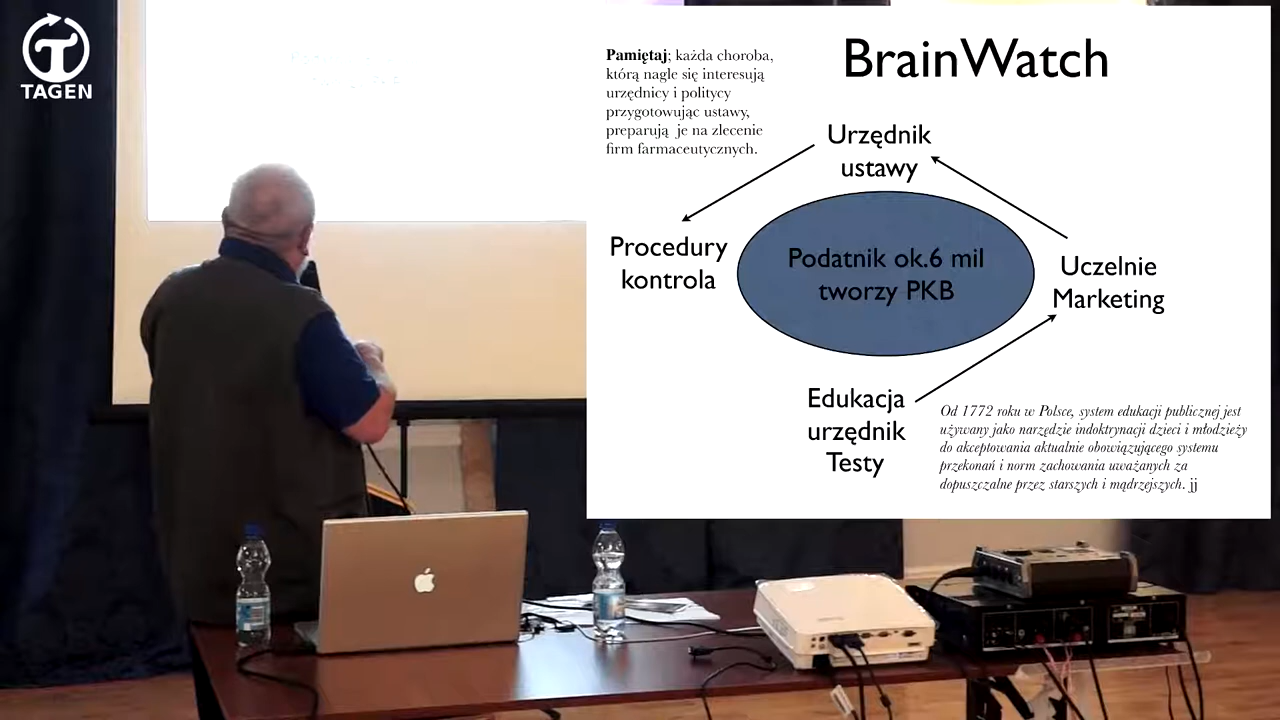 TAGEN
BrainWatch
Pamiętaj; każda choroba,
którą nagle się interesują
urzędnicy i politycy
przygotowując ustawy,
preparują je na zlecenie
firm farmaceutycznych.
Urzędnik
ustawy
Procedury
kontrola
Podatnik ok.6 mil
tworzy PKB
Uczelnie
Marketing
Edukacja
urzędnik
Testy
Od 1772 roku w Polsce, system edukacji publicznej jest
używany jako narzędzie indoktrynacji dzieci i młodzieży
do akceptowania aktualnie obowiązującego systemu
przekonań i norm zachowania uważanych za
dopuszczalne przez starszych i mądrzejszych. jj